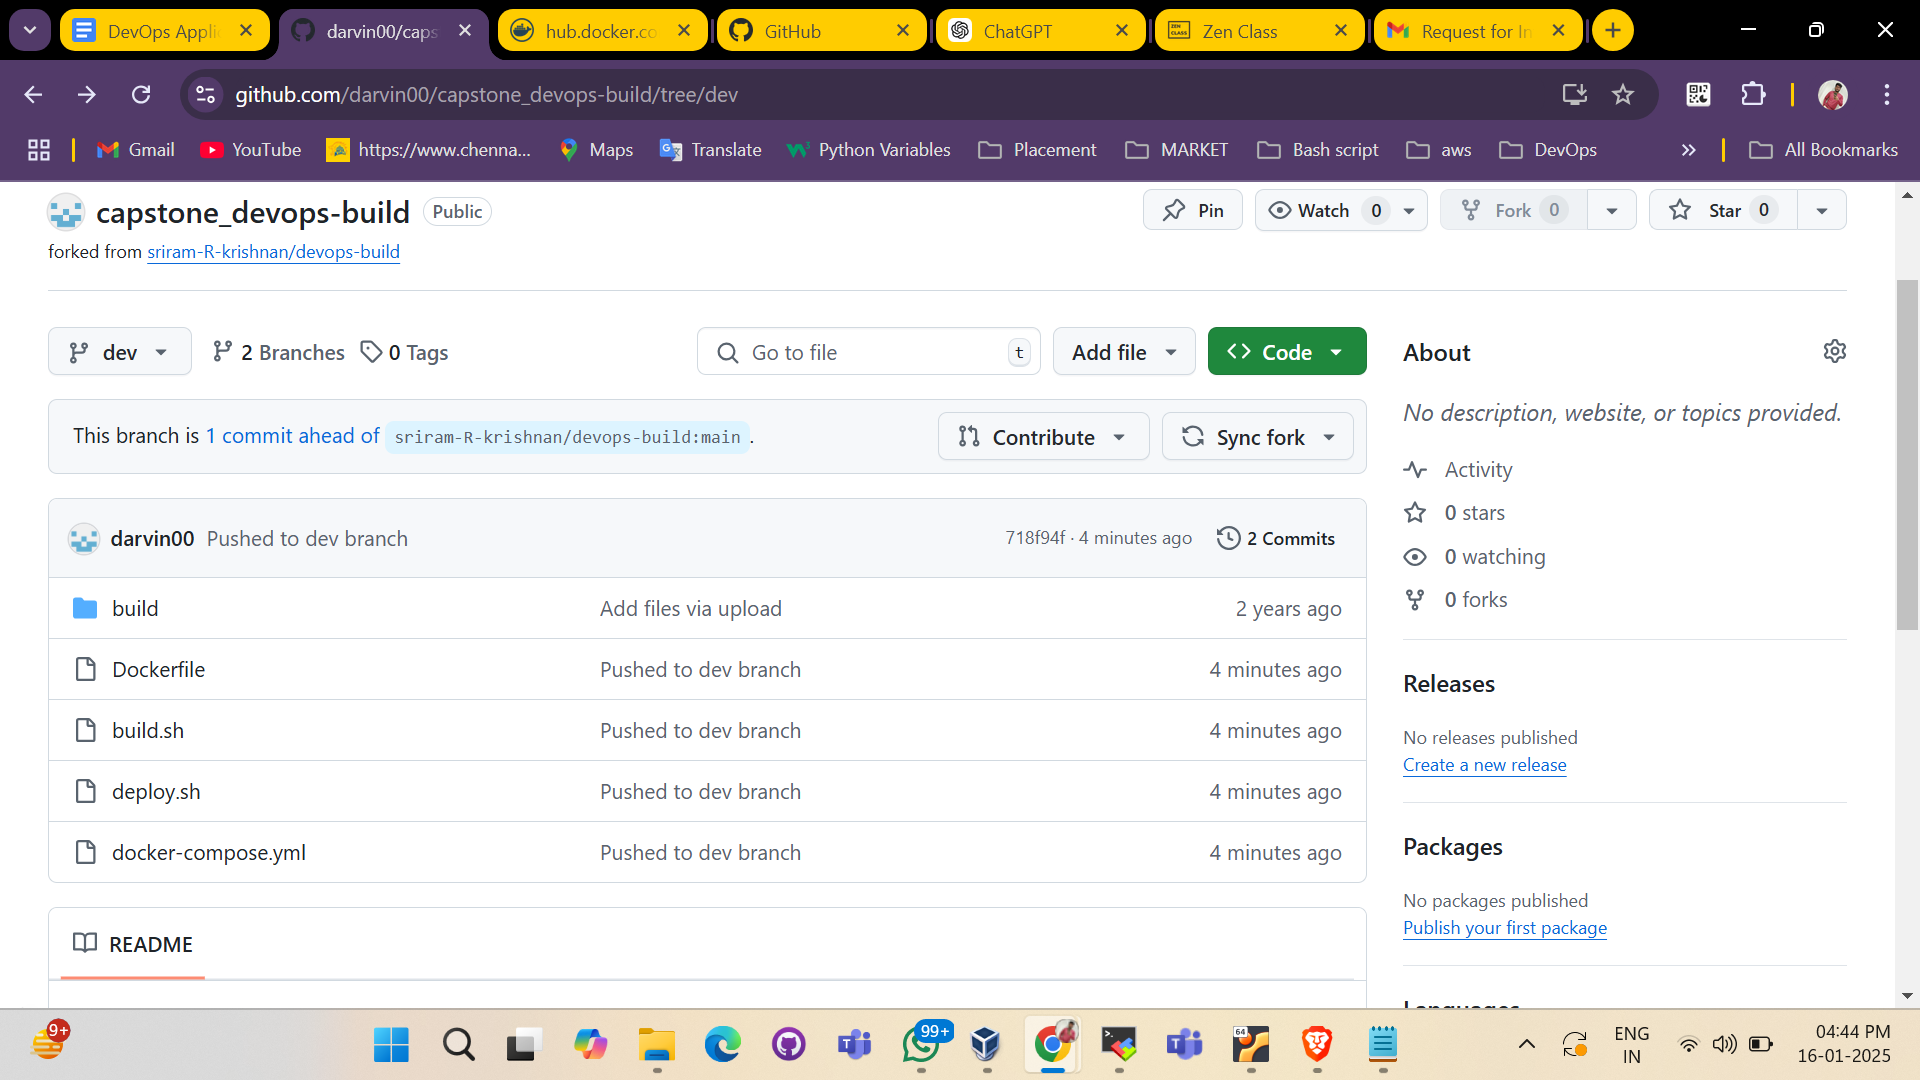 DevOps Appli
darvin00/caps
hub.docker.co
GitHub
ChatGPT
ZEN CLASS
Zen Class
Request for In
github.com/darvin00/capstone_devops-build/tree/dev
Gmail
YouTube
https://www.chenna...
Maps
Translate
Python Variables
Placement
MARKET
Bash script
aws
DevOps
All Bookmarks
capstone_devops-build
Public
Pin
Watch 0
Fork 0
Star 0
forked from sriram-R-krishnan/devops-build
dev
2 Branches
0 Tags
Go to file
t
Add file
Code
About
No description, website, or topics provided.
This branch is 1 commit ahead of sriram-R-krishnan/devops-build:main .
Contribute
Sync fork
Activity
0 stars
0 watching
0 forks
darvin00 Pushed to dev branch
718f94f · 4 minutes ago
2 Commits
build Add files via upload 2 years ago
Dockerfile Pushed to dev branch 4 minutes ago
build.sh Pushed to dev branch 4 minutes ago
deploy.sh Pushed to dev branch 4 minutes ago
docker-compose.yml Pushed to dev branch 4 minutes ago
Releases
No releases published
Create a new release
Packages
No packages published
Publish your first package
Languages
README
9+
99+
64
ENG
IN
04:44 PM
16-01-2025